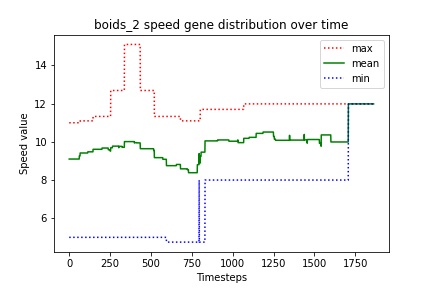 boids_2 speed gene distribution over time
max
mean
min
Speed value
14
12
10
8
6
0
250
500
750
1000
1250
1500
1750
Timesteps